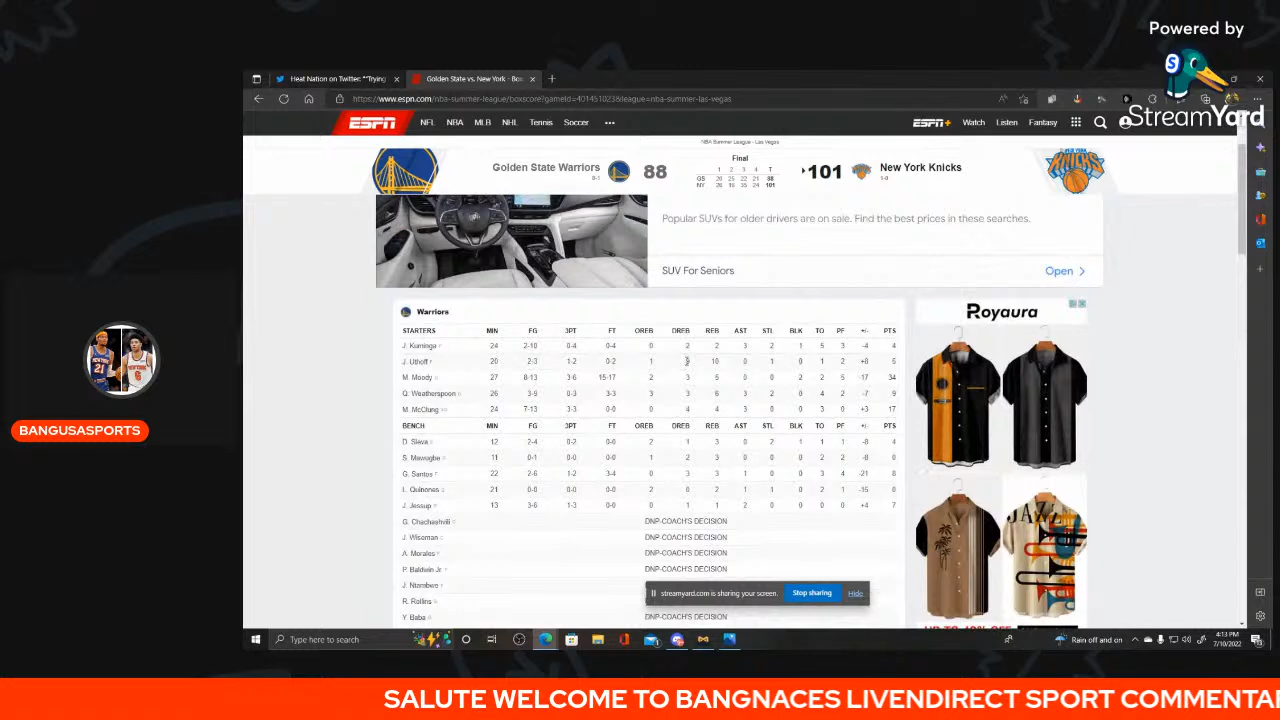 Powered by
StreamYard
Heat Nation on Twitter: "'Trying
Golden State vs. New York - Box
https://www.espn.com/nba-summer-league/boxscore?gameId=401451023&league=nba-summer-las-vegas
ESPN NFL NBA MLB NHL Tennis Soccer ••• ESPN+ Watch Listen Fantasy
NBA Summer League - Las Vegas
Final
Golden State Warriors 88 101 New York Knicks
0-1 1-0
1 2 3 4 T
GS 20 25 22 21 88
NY 101
KNICKS
Popular SUVs for older drivers are on sale. Find the best prices in these searches.
SUV For Seniors Open
Warriors
STARTERS MIN FG 3PT FT OREB DREB REB AST STL BLK TO PF +/- PTS
J. Kuminga 24 2-10 0-4 0-4 0 2 2 3 2 1 5 3 -4 4
J. Uthoff 20 2-3 1-2 0-2 1 10 0 1 0 1 2 +8 5
M. Moody 27 8-13 3-6 15-17 2 3 5 0 0 2 2 5 -17 34
Q. Weatherspoon 26 3-9 0-3 3-3 3 3 6 3 2 0 4 2 -7 9
M. McClung 24 7-13 3-3 0-0 0 4 4 3 0 0 3 0 +3 17
BENCH MIN FG 3PT FT OREB DREB REB AST STL BLK TO PF +/- PTS
D. Sleva 12 2-4 0-2 0-0 2 1 3 0 2 1 1 1 -8 4
S. Mawugbe 11 0-1 0-0 0-0 1 2 3 0 0 0 2 2 -8 0
G. Santos 22 2-6 1-2 3-4 0 3 3 1 0 0 3 4 -21 8
L. Quinones 21 0-0 0-0 0-0 2 0 2 1 1 0 2 1 -15 0
J. Jessup 13 3-6 1-3 0-0 0 1 1 2 0 0 0 0 +4 7
G. Chachashvili DNP-COACH'S DECISION
J. Wiseman DNP-COACH'S DECISION
A. Morales DNP-COACH'S DECISION
P. Baldwin Jr. DNP-COACH'S DECISION
J. Ntambwe
R. Rollins
Y. Baba DNP-COACH'S DECISION
Royaura
JAZZ
UP TO 40% OFF
streamyard.com is sharing your screen. Stop sharing Hide
Type here to search
Rain off and on
4:13 PM
7/10/2022
BANGUSASPORTS
SALUTE WELCOME TO BANGNACES LIVENDIRECT SPORT COMMENTA